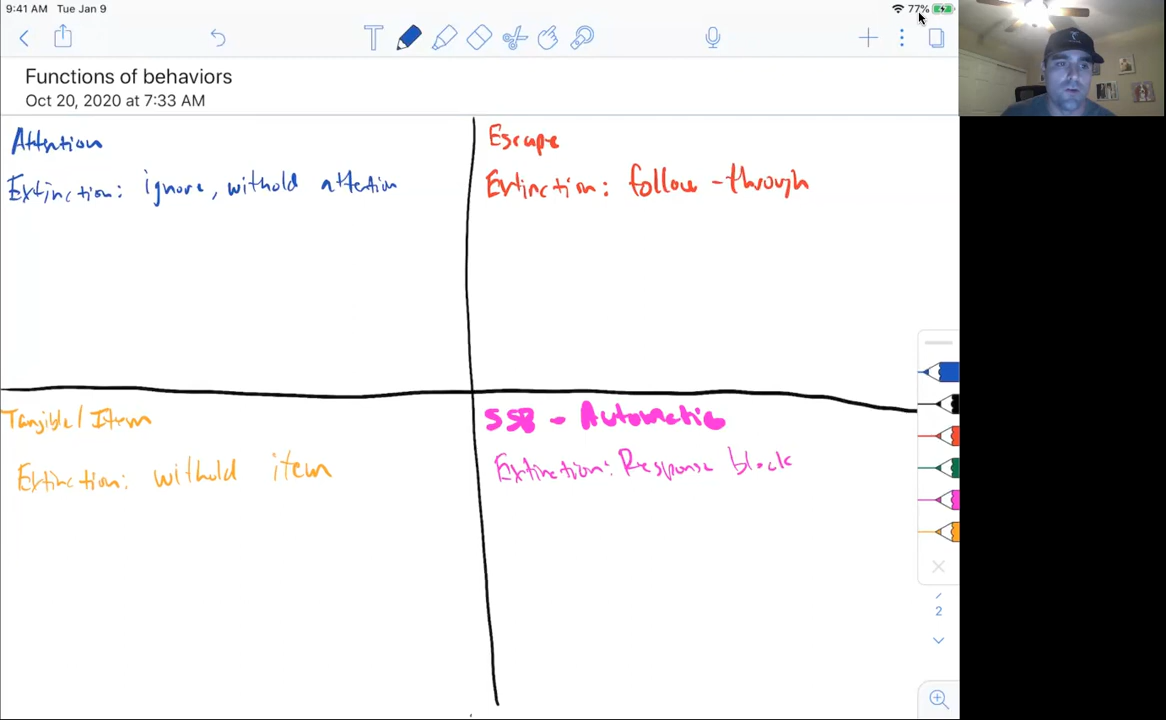 9:41 AM Tue Jan 9
77%
Functions of behaviors
Oct 20, 2020 at 7:33 AM
Attention
Extinction: ignore, withold attention
Escape
Extinction: follow-through
Tangible/Item
Extinction: withold item
SSB - Automatic
Extinction: Response block
2